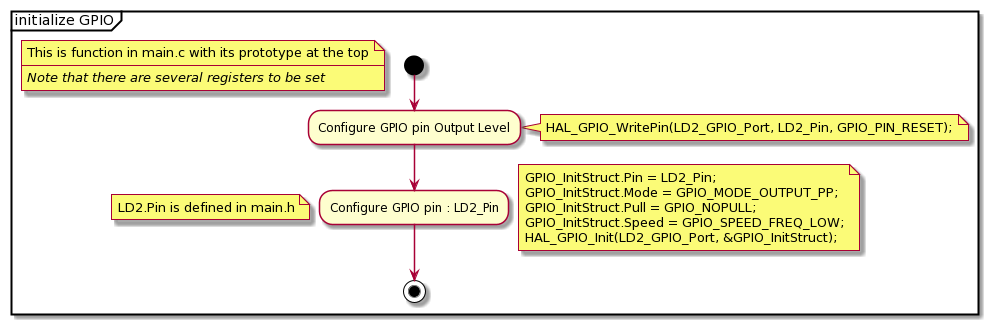 initialize GPIO
This is function in main.c with its prototype at the top
Note that there are several registers to be set
Configure GPIO pin Output Level
HAL_GPIO_WritePin(LD2_GPIO_Port, LD2_Pin, GPIO_PIN_RESET);
LD2.Pin is defined in main.h
Configure GPIO pin : LD2_Pin
GPIO_InitStruct.Pin = LD2_Pin;
GPIO_InitStruct.Mode = GPIO_MODE_OUTPUT_PP;
GPIO_InitStruct.Pull = GPIO_NOPULL;
GPIO_InitStruct.Speed = GPIO_SPEED_FREQ_LOW;
HAL_GPIO_Init(LD2_GPIO_Port, &GPIO_InitStruct);